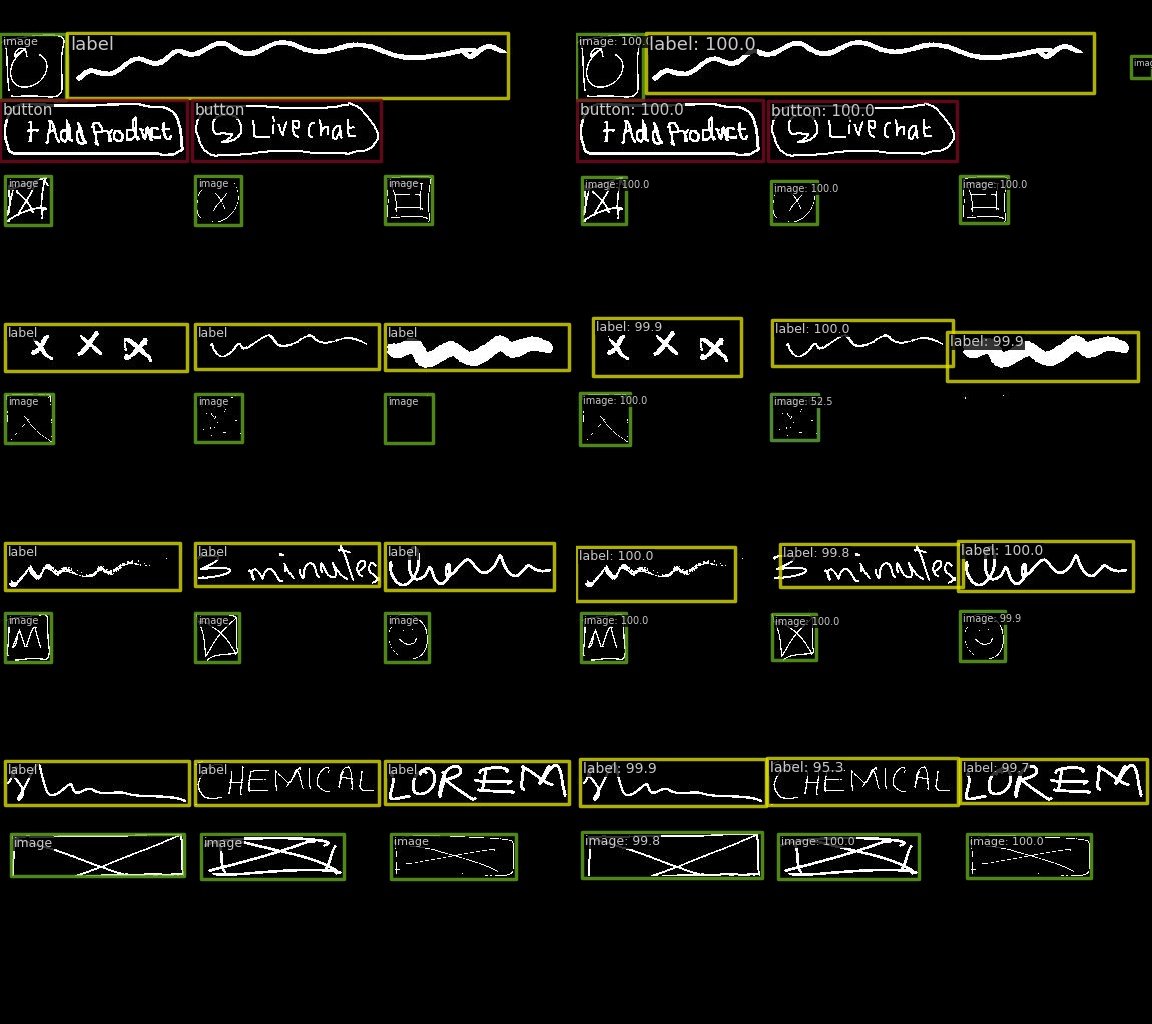 image label image: 100.0 label: 100.0 imag
button button button: 100.0 button: 100.0
+ Add Product Live chat + Add Product Live chat
image image image image: 100.0 image: 100.0 image: 100.0
label label label label: 99.9 label: 100.0 label: 99.9
x x x x x x
image image image image: 100.0 image: 52.5
label label label label: 100.0 label: 99.8 label: 100.0
5 minutes 5 minutes
image image image image: 100.0 image: 100.0 image: 99.9
M M
label label label label: 99.9 label: 95.3 label: 99.7
CHEMICAL LOREM CHEMICAL LOREM
image image image image: 99.8 image: 100.0 image: 100.0